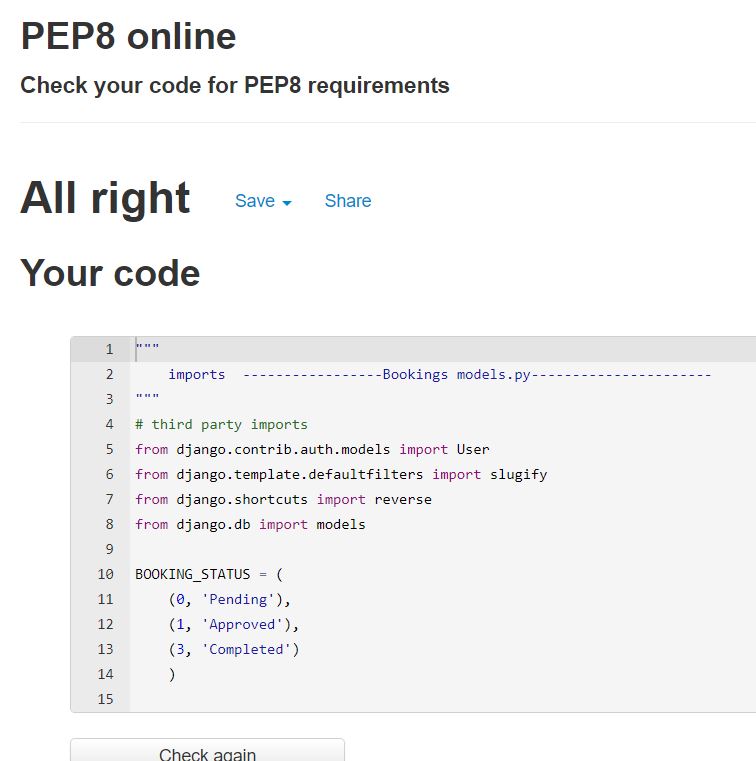 PEP8 online
Check your code for PEP8 requirements
All right Save Share
Your code
1 """
2     imports  -----------------Bookings models.py----------------------
3 """
4 # third party imports
5 from django.contrib.auth.models import User
6 from django.template.defaultfilters import slugify
7 from django.shortcuts import reverse
8 from django.db import models
9
10 BOOKING_STATUS = (
11     (0, 'Pending'),
12     (1, 'Approved'),
13     (3, 'Completed')
14     )
15
Check again